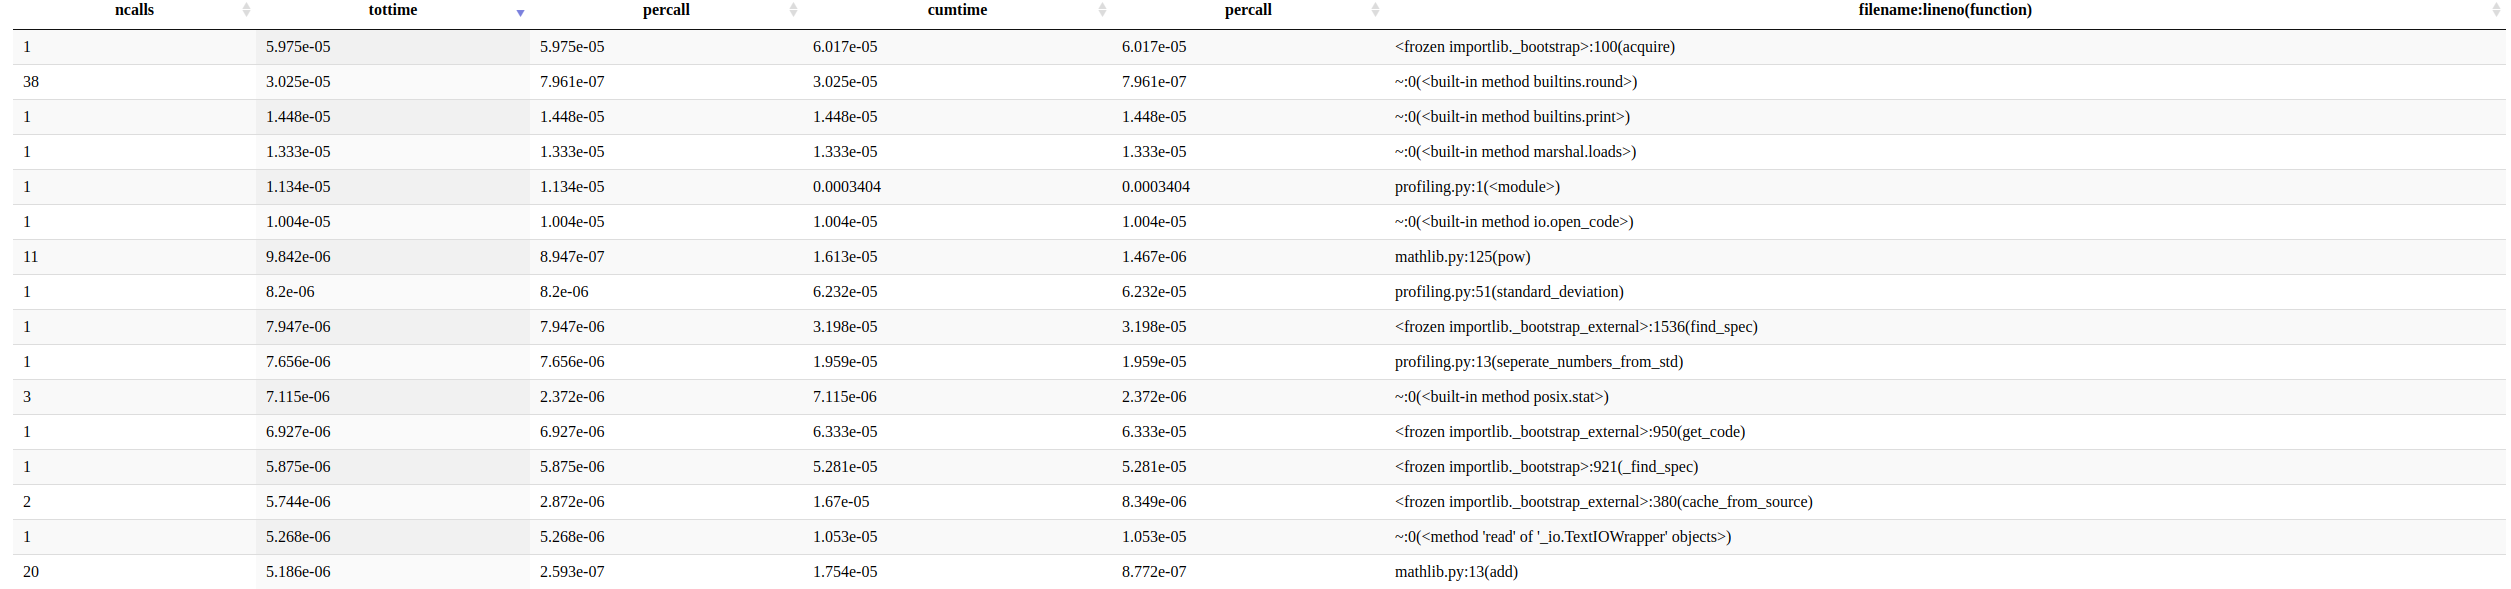 ncalls tottime percall cumtime percall filename:lineno(function)
1 5.975e-05 5.975e-05 6.017e-05 6.017e-05 <frozen importlib._bootstrap>:100(acquire)
38 3.025e-05 7.961e-07 3.025e-05 7.961e-07 ~:0(<built-in method builtins.round>)
1 1.448e-05 1.448e-05 1.448e-05 1.448e-05 ~:0(<built-in method builtins.print>)
1 1.333e-05 1.333e-05 1.333e-05 1.333e-05 ~:0(<built-in method marshal.loads>)
1 1.134e-05 1.134e-05 0.0003404 0.0003404 profiling.py:1(<module>)
1 1.004e-05 1.004e-05 1.004e-05 1.004e-05 ~:0(<built-in method io.open_code>)
11 9.842e-06 8.947e-07 1.613e-05 1.467e-06 mathlib.py:125(pow)
1 8.2e-06 8.2e-06 6.232e-05 6.232e-05 profiling.py:51(standard_deviation)
1 7.947e-06 7.947e-06 3.198e-05 3.198e-05 <frozen importlib._bootstrap_external>:1536(find_spec)
1 7.656e-06 7.656e-06 1.959e-05 1.959e-05 profiling.py:13(seperate_numbers_from_std)
3 7.115e-06 2.372e-06 7.115e-06 2.372e-06 ~:0(<built-in method posix.stat>)
1 6.927e-06 6.927e-06 6.333e-05 6.333e-05 <frozen importlib._bootstrap_external>:950(get_code)
1 5.875e-06 5.875e-06 5.281e-05 5.281e-05 <frozen importlib._bootstrap>:921(_find_spec)
2 5.744e-06 2.872e-06 1.67e-05 8.349e-06 <frozen importlib._bootstrap_external>:380(cache_from_source)
1 5.268e-06 5.268e-06 1.053e-05 1.053e-05 ~:0(<method 'read' of '_io.TextIOWrapper' objects>)
20 5.186e-06 2.593e-07 1.754e-05 8.772e-07 mathlib.py:13(add)